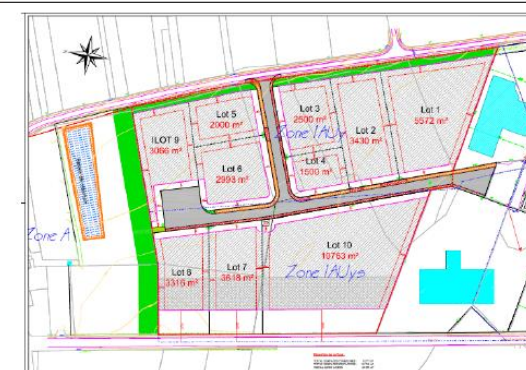 Lot 1
5572 m²
Lot 3
2500 m²
Lot 5
2000 m²
Lot 2
3430 m²
Zone 1AUy
ILOT 9
3066 m²
Lot 4
1500 m²
Lot 6
2993 m²
Zone A
Lot 10
10763 m²
Lot 7
3618 m²
Lot 8
3316 m²
Zone 1AUys